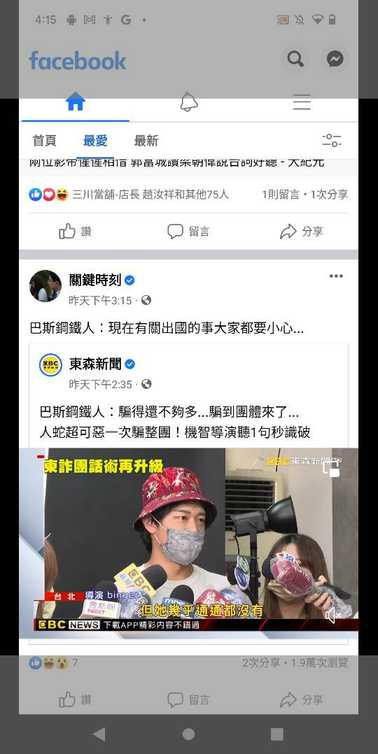 4:15
facebook
首頁
最愛
最新
兩位影帝惺惺相惜 郭富城讚梁朝偉說台詞好聽 - 大紀元
三川當舖-店長 趙汝祥和其他75人
1則留言・1次分享
讚
留言
分享
關鍵時刻
昨天下午3:15
巴斯鋼鐵人：現在有關出國的事大家都要小心...
東森新聞
昨天下午2:35
巴斯鋼鐵人：騙得還不夠多...騙到團體來了...
人蛇超可惡一次騙整團！機智導演聽1句秒識破
柬詐團話術再升級
EBC 東森新聞
EBC
台北
導演
但她幾乎通通都沒有
EBC NEWS
下載APP精彩內容不錯過
7
2次分享・1.9萬次瀏覽
讚
留言
分享